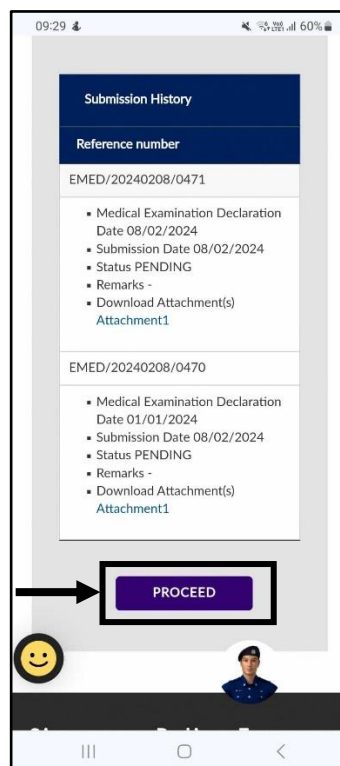 09:29 60%
Submission History
Reference number
EMED/20240208/0471
Medical Examination Declaration
Date 08/02/2024
Submission Date 08/02/2024
Status PENDING
Remarks -
Download Attachment(s)
Attachment1
EMED/20240208/0470
Medical Examination Declaration
Date 01/01/2024
Submission Date 08/02/2024
Status PENDING
Remarks -
Download Attachment(s)
Attachment1
PROCEED